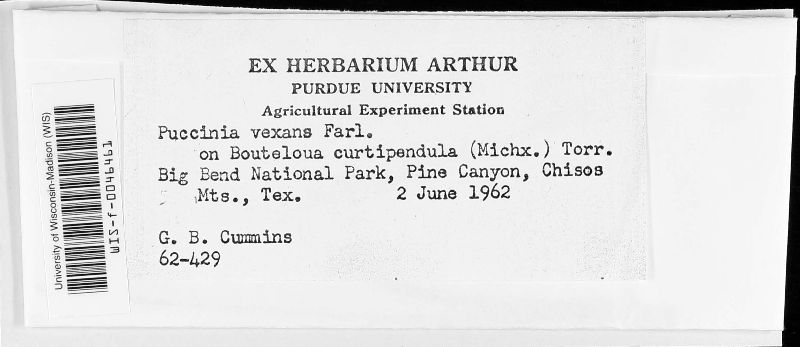 EX HERBARIUM ARTHUR
PURDUE UNIVERSITY
Agricultural Experiment Station
Puccinia vexans Farl.
on Bouteloua curtipendula (Michx.) Torr.
Big Bend National Park, Pine Canyon, Chisos
Mts., Tex. 2 June 1962
G. B. Cummins
62-429
University of Wisconsin-Madison (WIS)
WIS-f-0046461